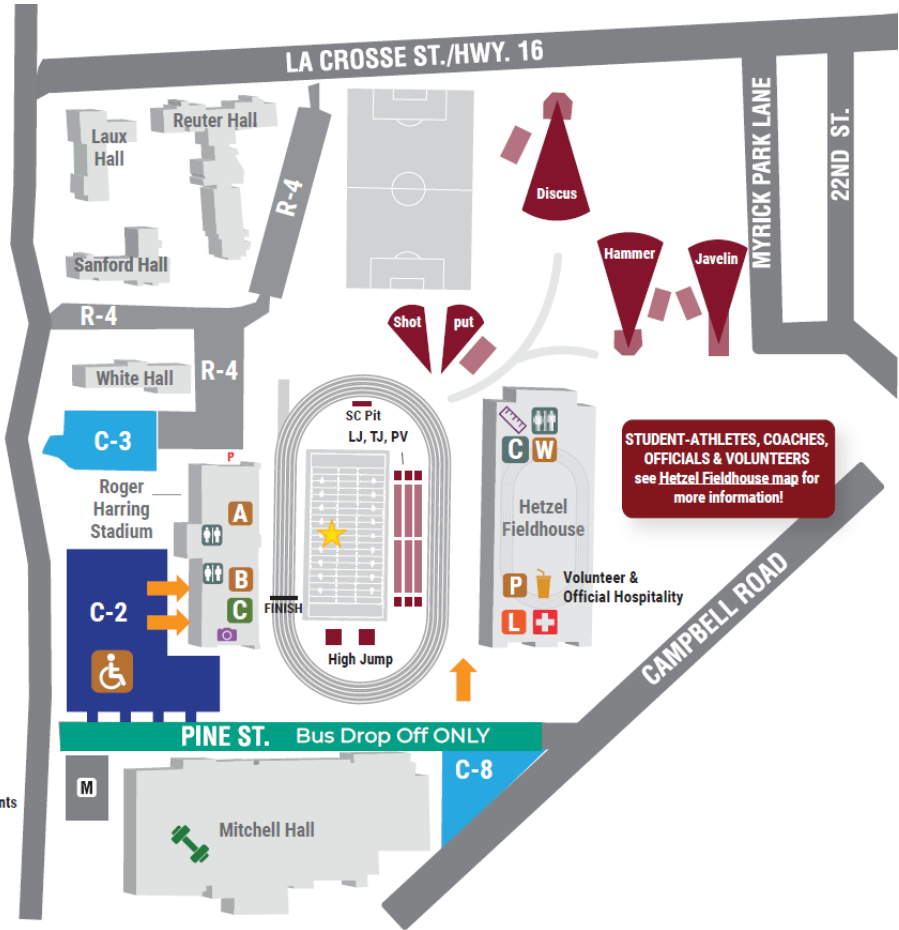 LA CROSSE ST./HWY. 16
Reuter Hall
Laux
Hall
R-4
Discus
MYRICK PARK LANE
22ND ST.
Hammer
Javelin
Sanford Hall
R-4
Shot
put
White Hall
R-4
SC Pit
LJ, TJ, PV
C-3
P
C
W
STUDENT-ATHLETES, COACHES,
OFFICIALS & VOLUNTEERS
see Hetzel Fieldhouse map for
more information!
Roger
Harring
Stadium
A
Hetzel
Fieldhouse
B
C
C-2
FINISH
P
Volunteer &
Official Hospitality
L
High Jump
CAMPBELL ROAD
PINE ST. Bus Drop Off ONLY
C-8
M
nts
Mitchell Hall